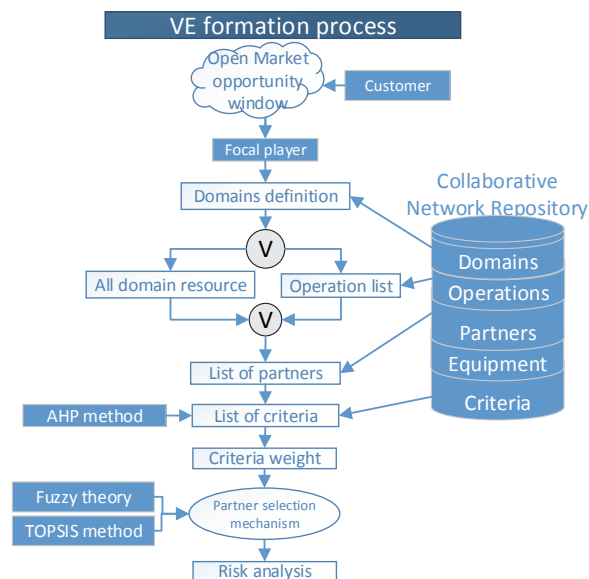 VE formation process
Open Market
opportunity
window
Customer
Focal player
Domains definition
Collaborative
Network Repository
V
Domains
All domain resource
Operation list
Operations
V
Partners
List of partners
Equipment
AHP method
List of criteria
Criteria
Criteria weight
Fuzzy theory
TOPSIS method
Partner selection
mechanism
Risk analysis